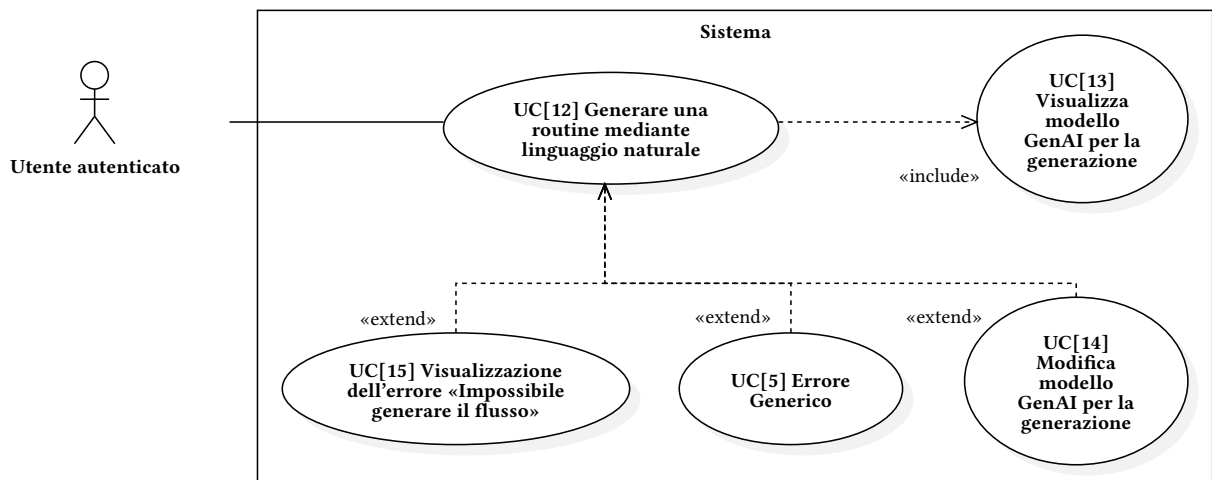 Sistema
Utente autenticato
UC[12] Generare una
routine mediante
linguaggio naturale
UC[13]
Visualizza
modello
GenAI per la
generazione
«include»
«extend»
«extend»
«extend»
UC[15] Visualizzazione
dell'errore «Impossibile
generare il flusso»
UC[5] Errore
Generico
UC[14]
Modifica
modello
GenAI per la
generazione